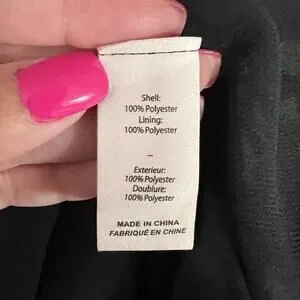 Shell:
100% Polyester
Lining:
100% Polyester
–
Exterieur:
100% Polyester
Doublure:
100% Polyester
MADE IN CHINA
FABRIQUÉ EN CHINE